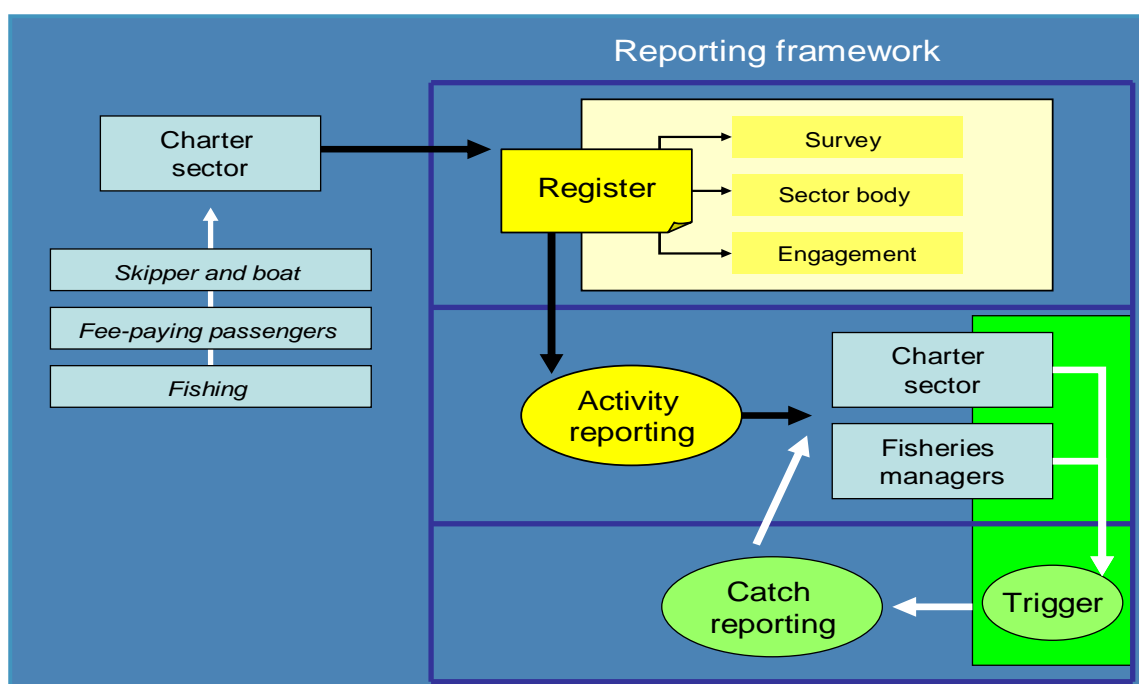 Reporting framework
Charter
sector
Skipper and boat
Fee-paying passengers
Fishing
Register
Survey
Sector body
Engagement
Activity
reporting
Charter
sector
Fisheries
managers
Catch
reporting
Trigger